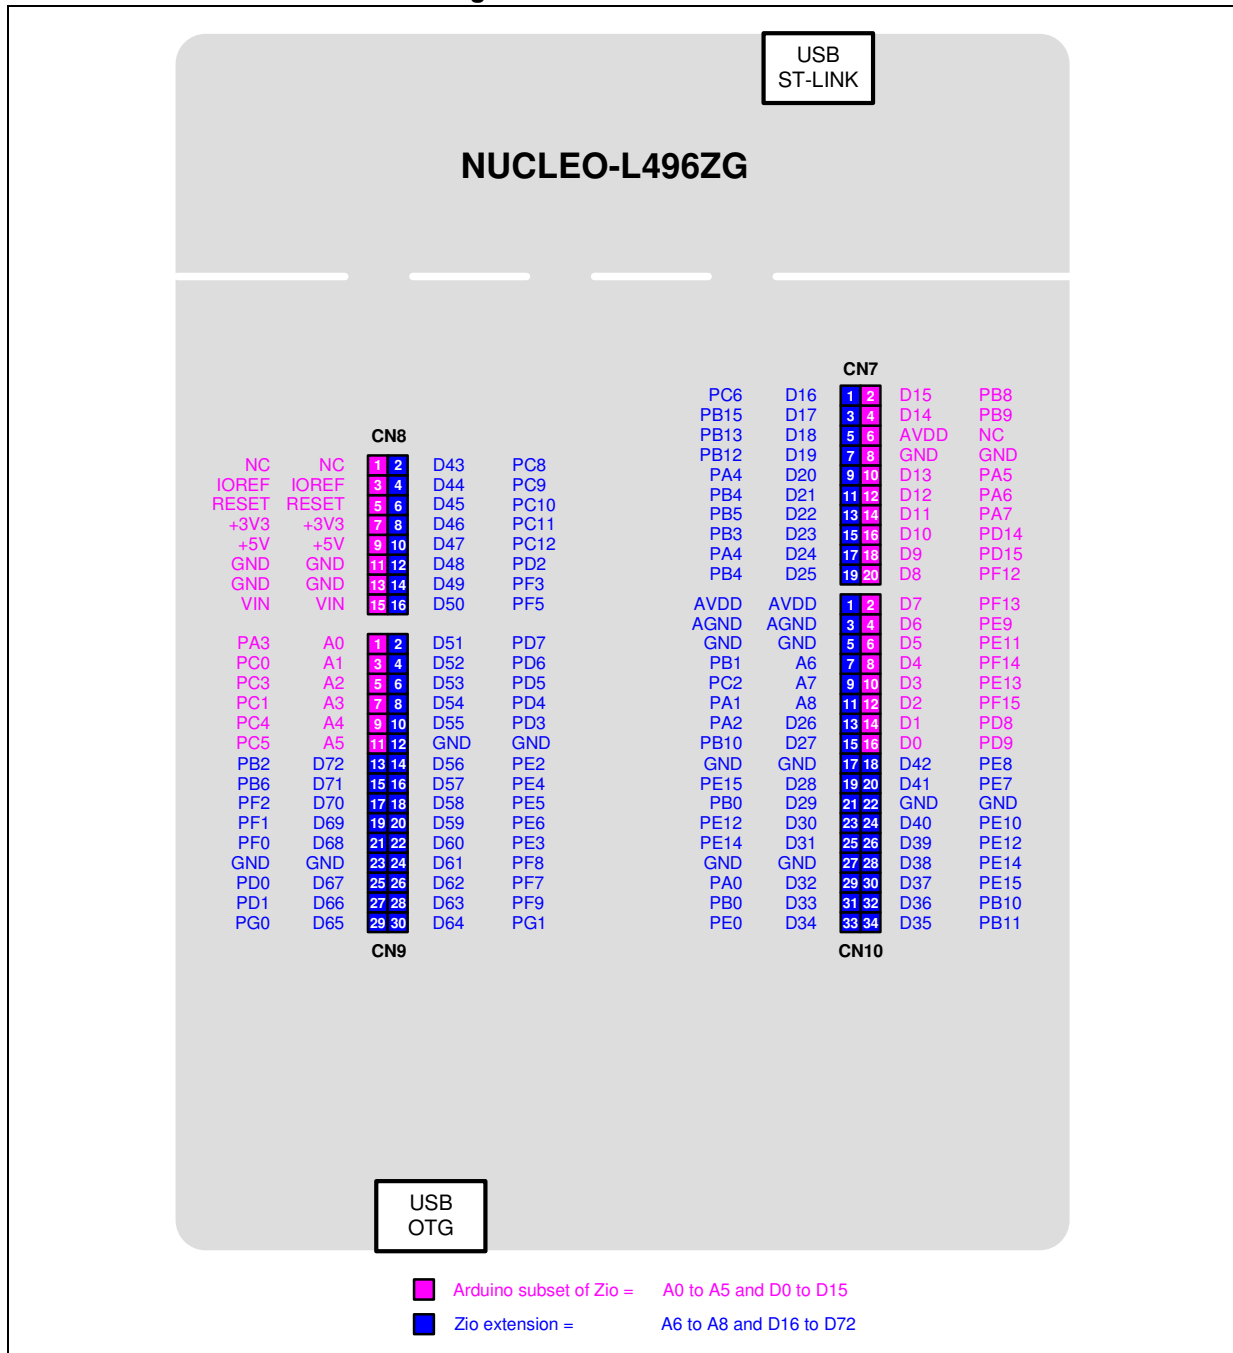 USB
ST-LINK
NUCLEO-L496ZG
CN7
PC6 D16 1 2 D15 PB8
PB15 D17 3 4 D14 PB9
PB13 D18 5 6 AVDD NC
PB12 D19 7 8 GND GND
PA4 D20 9 10 D13 PA5
PB4 D21 11 12 D12 PA6
PB5 D22 13 14 D11 PA7
PB3 D23 15 16 D10 PD14
PA4 D24 17 18 D9 PD15
PB4 D25 19 20 D8 PF12
CN8
NC NC 1 2 D43 PC8
IOREF IOREF 3 4 D44 PC9
RESET RESET 5 6 D45 PC10
+3V3 +3V3 7 8 D46 PC11
+5V +5V 9 10 D47 PC12
GND GND 11 12 D48 PD2
GND GND 13 14 D49 PF3
VIN VIN 15 16 D50 PF5
PA3 A0 1 2 D51 PD7
PC0 A1 3 4 D52 PD6
PC3 A2 5 6 D53 PD5
PC1 A3 7 8 D54 PD4
PC4 A4 9 10 D55 PD3
PC5 A5 11 12 GND GND
PB2 D72 13 14 D56 PE2
PB6 D71 15 16 D57 PE4
PF2 D70 17 18 D58 PE5
PF1 D69 19 20 D59 PE6
PF0 D68 21 22 D60 PE3
GND GND 23 24 D61 PF8
PD0 D67 25 26 D62 PF7
PD1 D66 27 28 D63 PF9
PG0 D65 29 30 D64 PG1
CN9
AVDD AVDD 1 2 D7 PF13
AGND AGND 3 4 D6 PE9
GND GND 5 6 D5 PE11
PB1 A6 7 8 D4 PF14
PC2 A7 9 10 D3 PE13
PA1 A8 11 12 D2 PF15
PA2 D26 13 14 D1 PD8
PB10 D27 15 16 D0 PD9
GND GND 17 18 D42 PE8
PE15 D28 19 20 D41 PE7
PB0 D29 21 22 GND GND
PE12 D30 23 24 D40 PE10
PE14 D31 25 26 D39 PE12
GND GND 27 28 D38 PE14
PA0 D32 29 30 D37 PE15
PB0 D33 31 32 D36 PB10
PE0 D34 33 34 D35 PB11
CN10
USB
OTG
Arduino subset of Zio = A0 to A5 and D0 to D15
Zio extension = A6 to A8 and D16 to D72